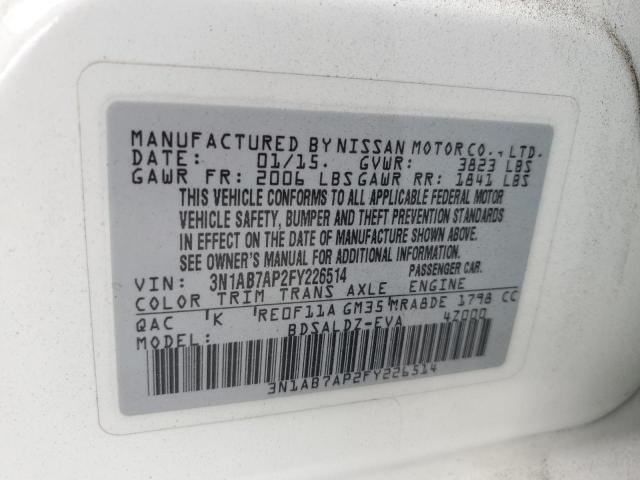 MANUFACTURED BY NISSAN MOTOR CO., LTD.
DATE: 01/15. GVWR: 3823 LBS
GAWR FR: 2006 LBS GAWR RR: 1841 LBS
THIS VEHICLE CONFORMS TO ALL APPLICABLE FEDERAL MOTOR
VEHICLE SAFETY, BUMPER AND THEFT PREVENTION STANDARDS
IN EFFECT ON THE DATE OF MANUFACTURE SHOWN ABOVE.
SEE OWNER'S MANUAL FOR ADDITIONAL INFORMATION.
VIN: 3N1AB7AP2FY226514 PASSENGER CAR.
COLOR TRIM TRANS AXLE ENGINE
QAC K RE0F11A GM35 MRA8DE 1798 CC
MODEL: BDSALDZ-EVA 4Z000
3N1AB7AP2FY226514